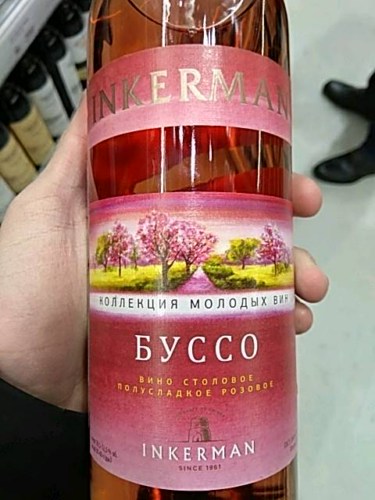 INKERMAN
КОЛЛЕКЦИЯ МОЛОДЫХ ВИН
БУССО
ВИНО СТОЛОВОЕ
ПОЛУСЛАДКОЕ РОЗОВОЕ
INKERMAN
SINCE 1961